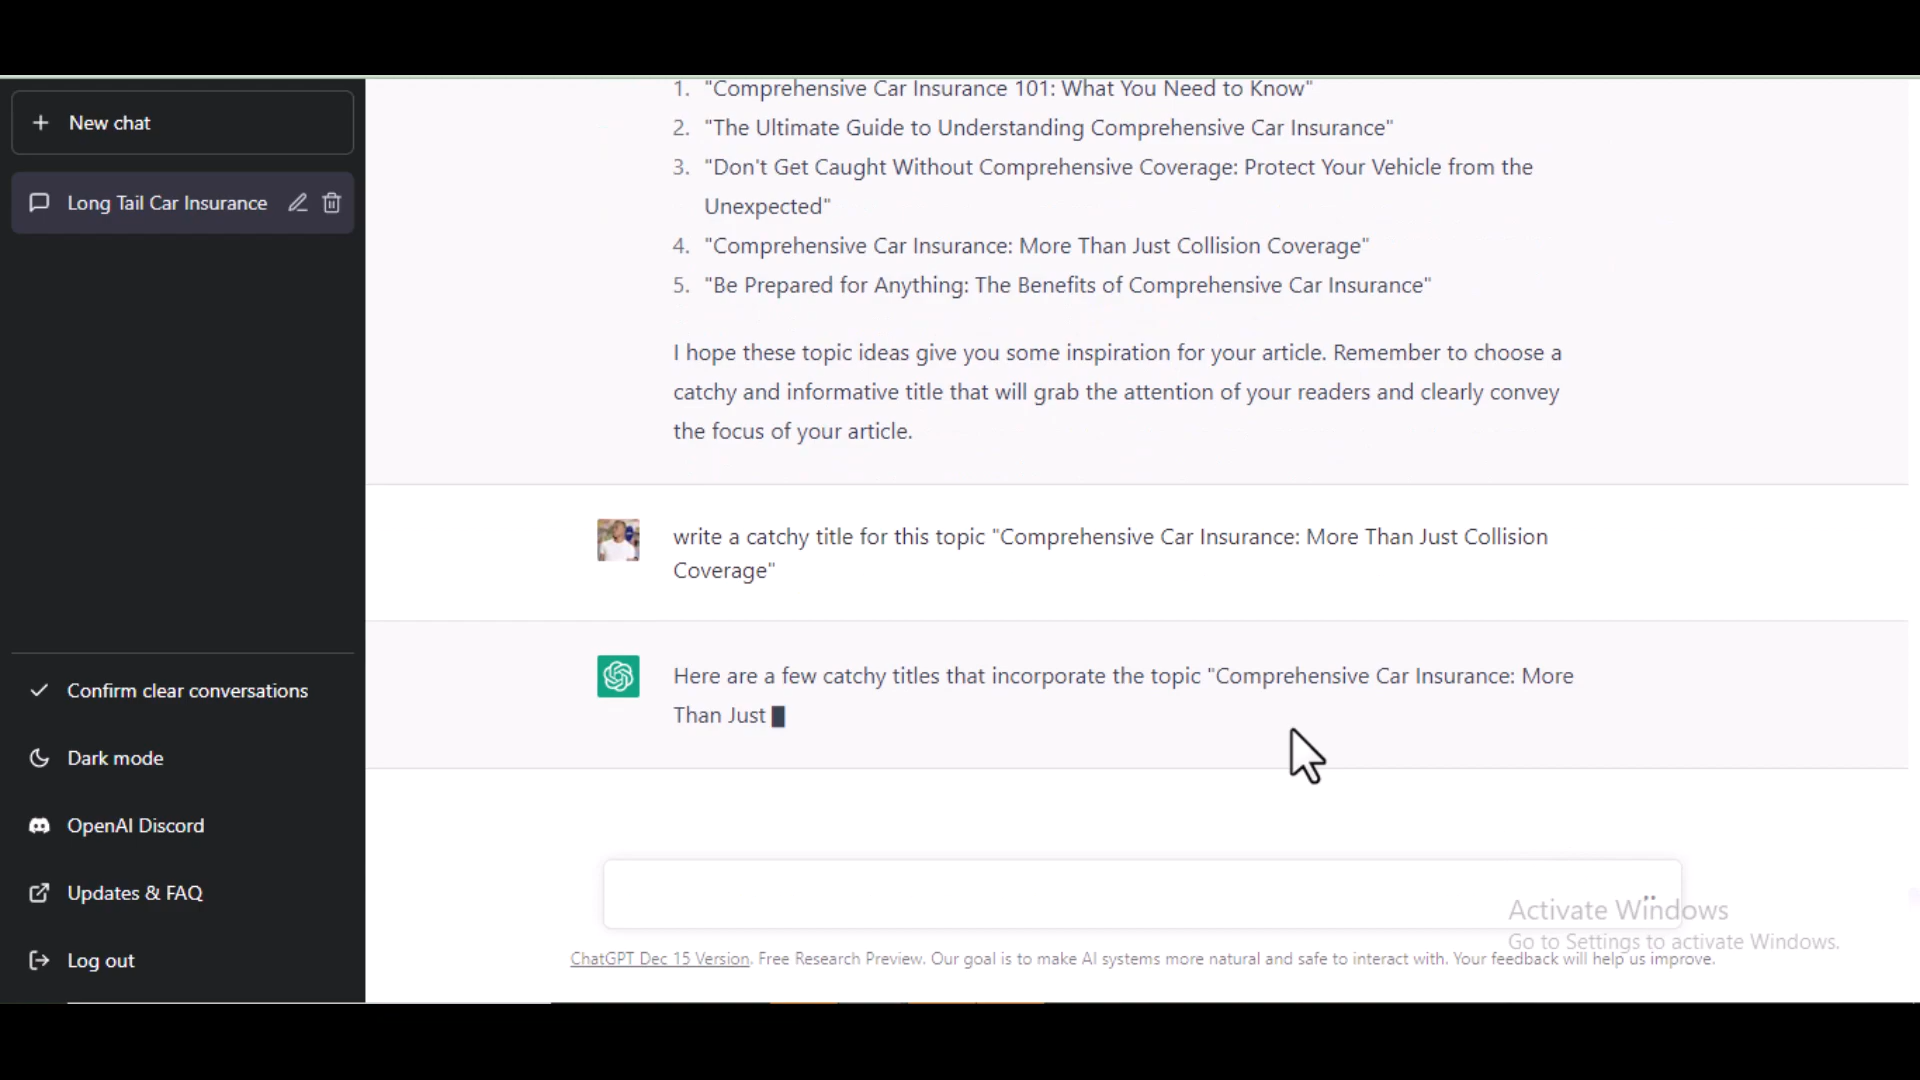 New chat
Long Tail Car Insurance
1. "Comprehensive Car Insurance 101: What You Need to Know"
2. "The Ultimate Guide to Understanding Comprehensive Car Insurance"
3. "Don't Get Caught Without Comprehensive Coverage: Protect Your Vehicle from the
Unexpected"
4. "Comprehensive Car Insurance: More Than Just Collision Coverage"
5. "Be Prepared for Anything: The Benefits of Comprehensive Car Insurance"
I hope these topic ideas give you some inspiration for your article. Remember to choose a
catchy and informative title that will grab the attention of your readers and clearly convey
the focus of your article.
write a catchy title for this topic "Comprehensive Car Insurance: More Than Just Collision
Coverage"
Here are a few catchy titles that incorporate the topic "Comprehensive Car Insurance: More
Than Just
Confirm clear conversations
Dark mode
OpenAI Discord
Updates & FAQ
Log out
Activate Windows
Go to Settings to activate Windows.
ChatGPT Dec 15 Version. Free Research Preview. Our goal is to make AI systems more natural and safe to interact with. Your feedback will help us improve.